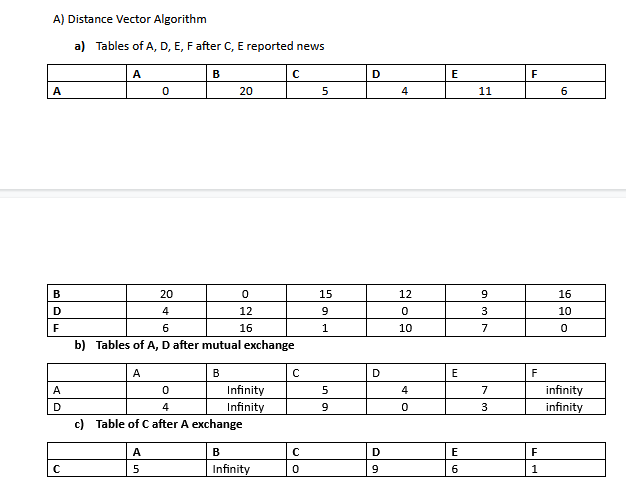 A) Distance Vector Algorithm
a) Tables of A, D, E, F after C, E reported news
A B C D E F
A 0 20 5 4 11 6
B 20 0 15 12 9 16
D 4 12 9 0 3 10
F 6 16 1 10 7 0
b) Tables of A, D after mutual exchange
A B C D E F
A 0 Infinity 5 4 7 infinity
D 4 Infinity 9 0 3 infinity
c) Table of C after A exchange
A B C D E F
C 5 Infinity 0 9 6 1